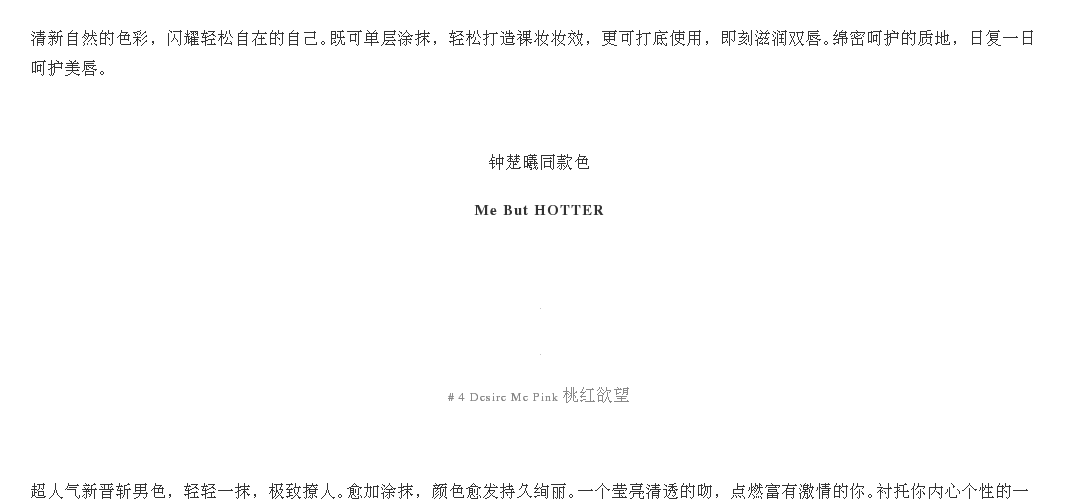 清新自然的色彩，闪耀轻松自在的自己。既可单层涂抹，轻松打造裸妆妆效，更可打底使用，即刻滋润双唇。绵密呵护的质地，日复一日
呵护美唇。
钟楚曦同款色
Me But HOTTER
# 4 Desire Me Pink 桃红欲望
超人气新晋斩男色，轻轻一抹，极致撩人。愈加涂抹，颜色愈发持久绚丽。一个莹亮清透的吻，点燃富有激情的你。衬托你内心个性的一